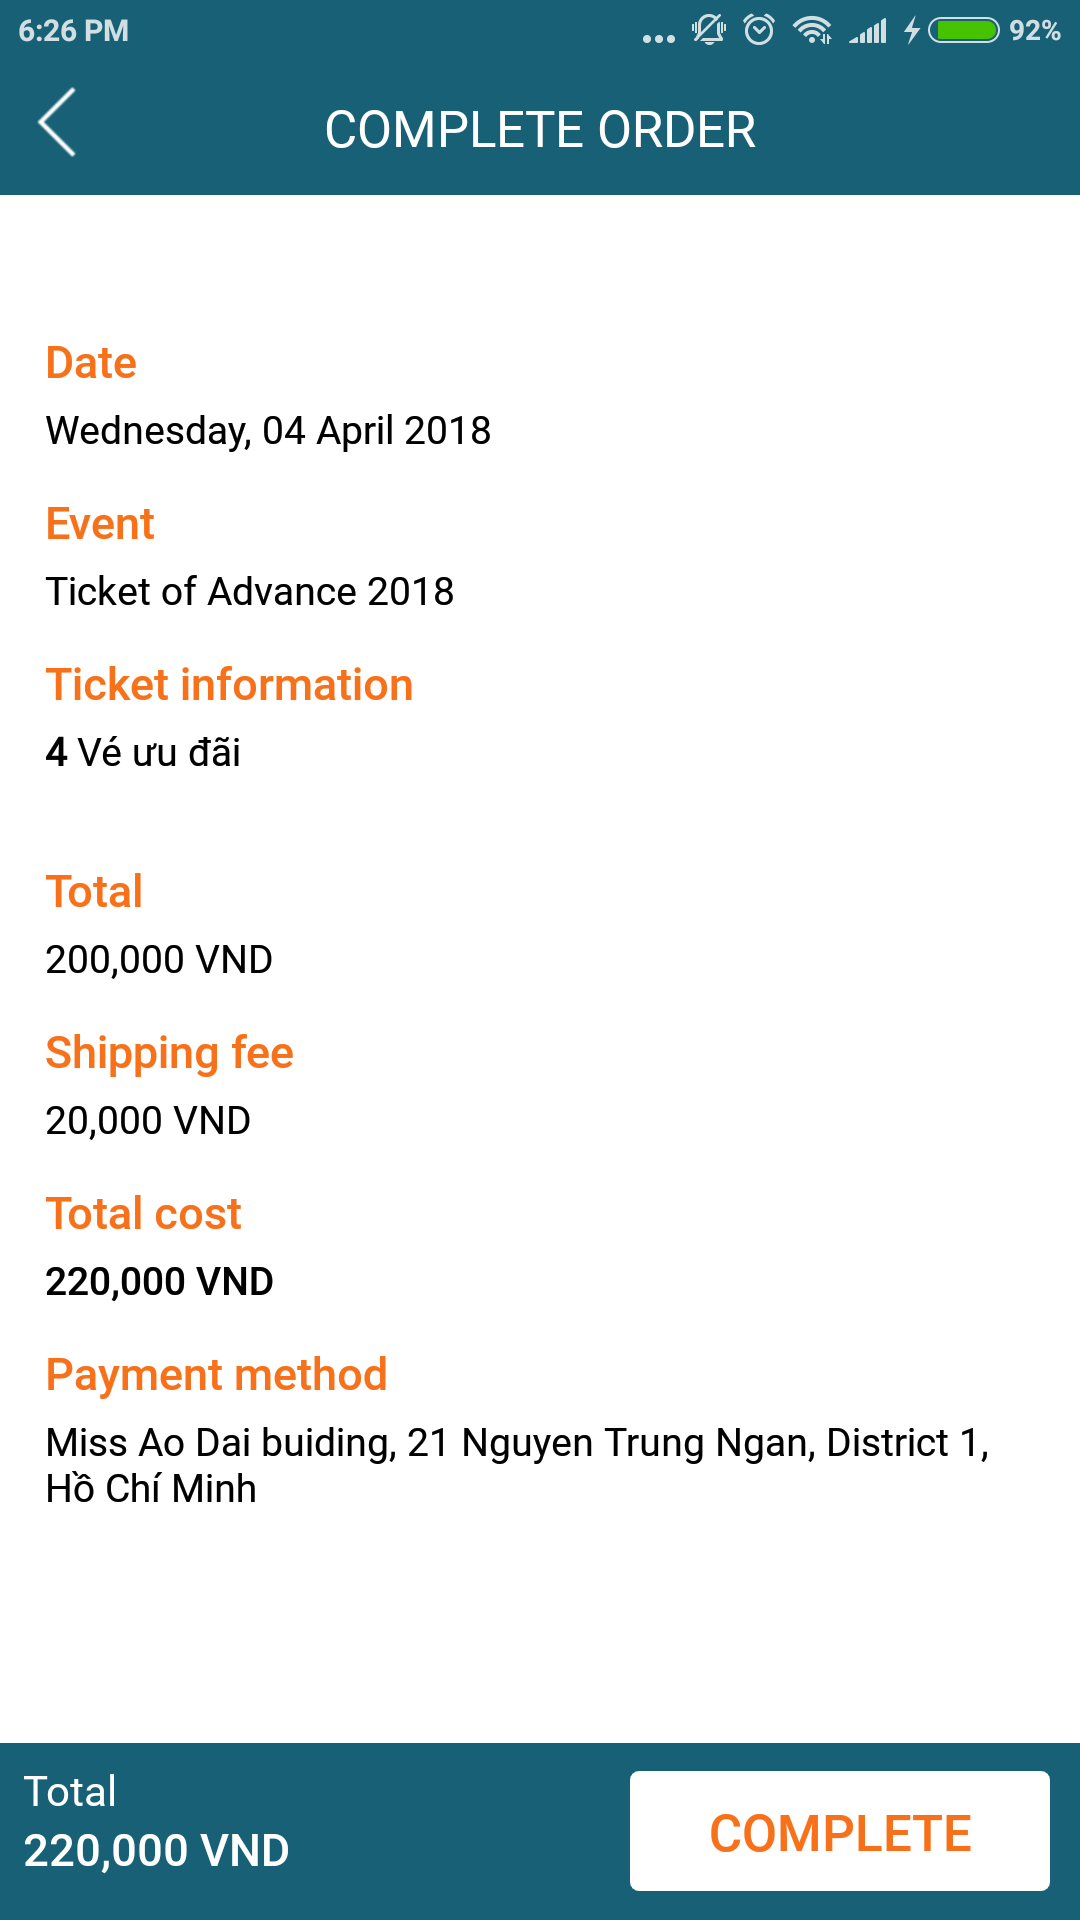 6:26 PM
92%
COMPLETE ORDER
Date
Wednesday, 04 April 2018
Event
Ticket of Advance 2018
Ticket information
4 Vé ưu đãi
Total
200,000 VND
Shipping fee
20,000 VND
Total cost
220,000 VND
Payment method
Miss Ao Dai buiding, 21 Nguyen Trung Ngan, District 1,
Hồ Chí Minh
Total
220,000 VND
COMPLETE